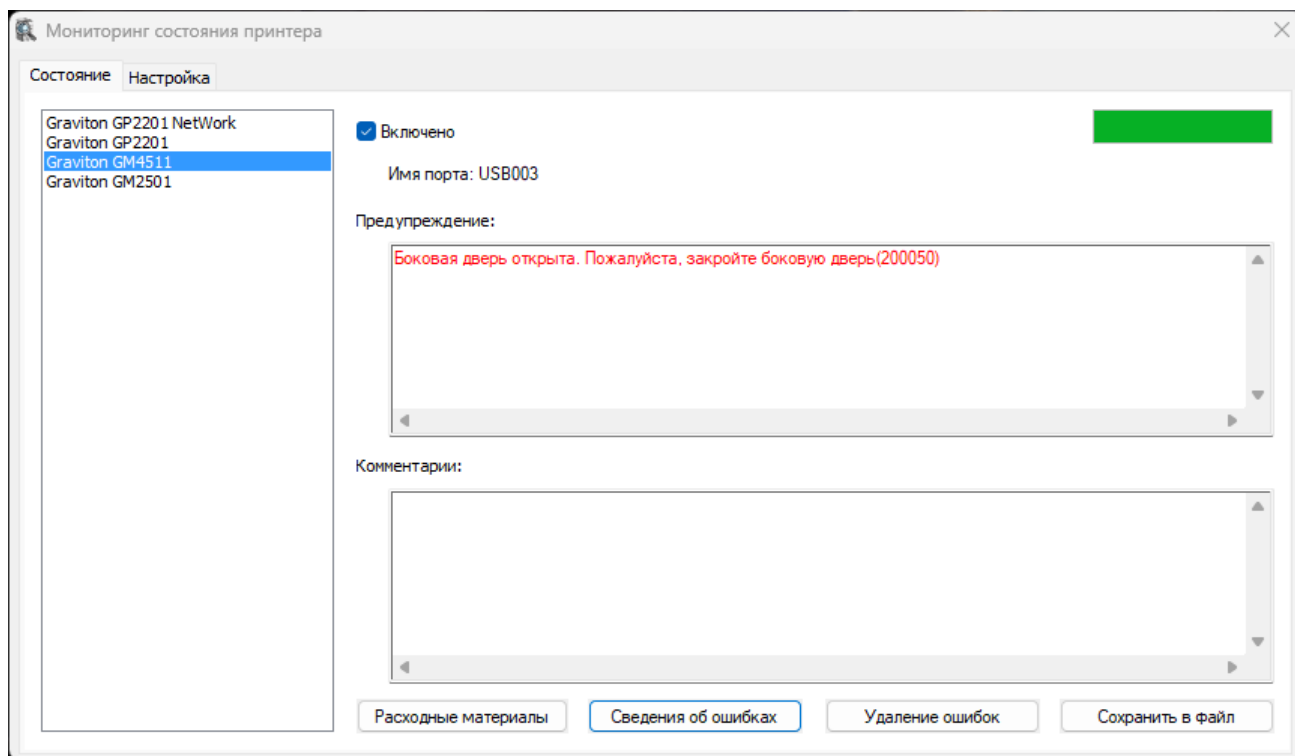 Мониторинг состояния принтера
Состояние Настройка
Graviton GP2201 NetWork
Graviton GP2201
Graviton GM4511
Graviton GM2501
Включено
Имя порта: USB003
Предупреждение:
Боковая дверь открыта. Пожалуйста, закройте боковую дверь(200050)
Комментарии:
Расходные материалы Сведения об ошибках Удаление ошибок Сохранить в файл